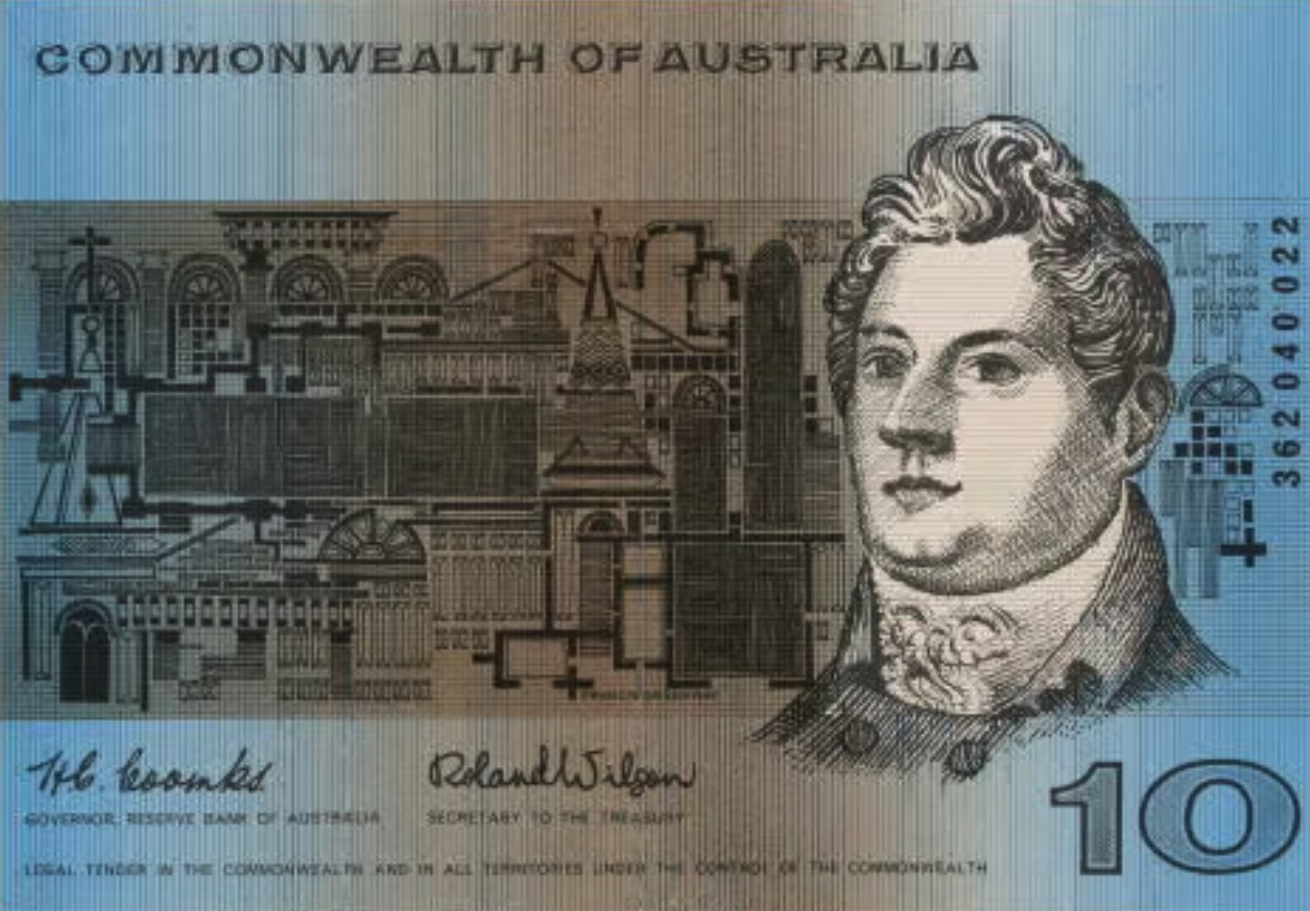 COMMONWEALTH OF AUSTRALIA
362040022
H.C. Coombs
Roland Wilson
GOVERNOR, RESERVE BANK OF AUSTRALIA
SECRETARY TO THE TREASURY
LEGAL TENDER IN THE COMMONWEALTH AND IN ALL TERRITORIES UNDER THE CONTROL OF THE COMMONWEALTH
10